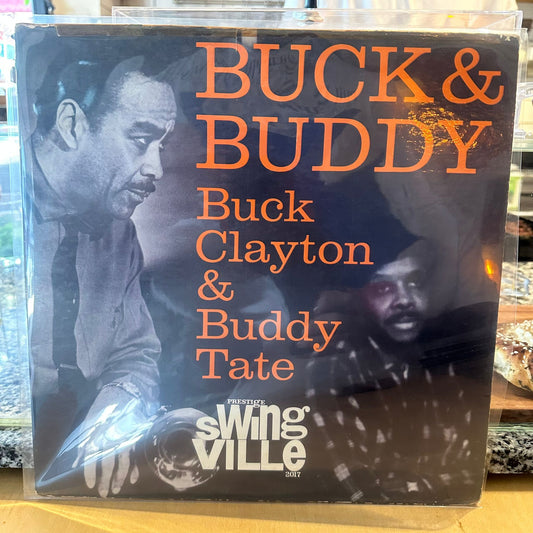 BUCK &
BUDDY
Buck
Clayton
&
Buddy
Tate
PRESTIGE
SWING
VILLE
2017